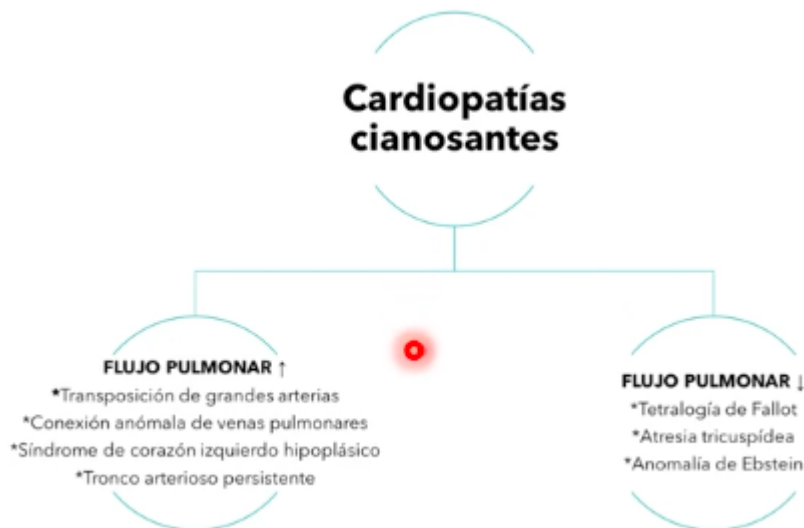 Cardiopatías
cianosantes
FLUJO PULMONAR ↑
*Transposición de grandes arterias
*Conexión anómala de venas pulmonares
*Síndrome de corazón izquierdo hipoplásico
*Tronco arterioso persistente
FLUJO PULMONAR ↓
*Tetralogía de Fallot
*Atresia tricuspídea
*Anomalía de Ebstein